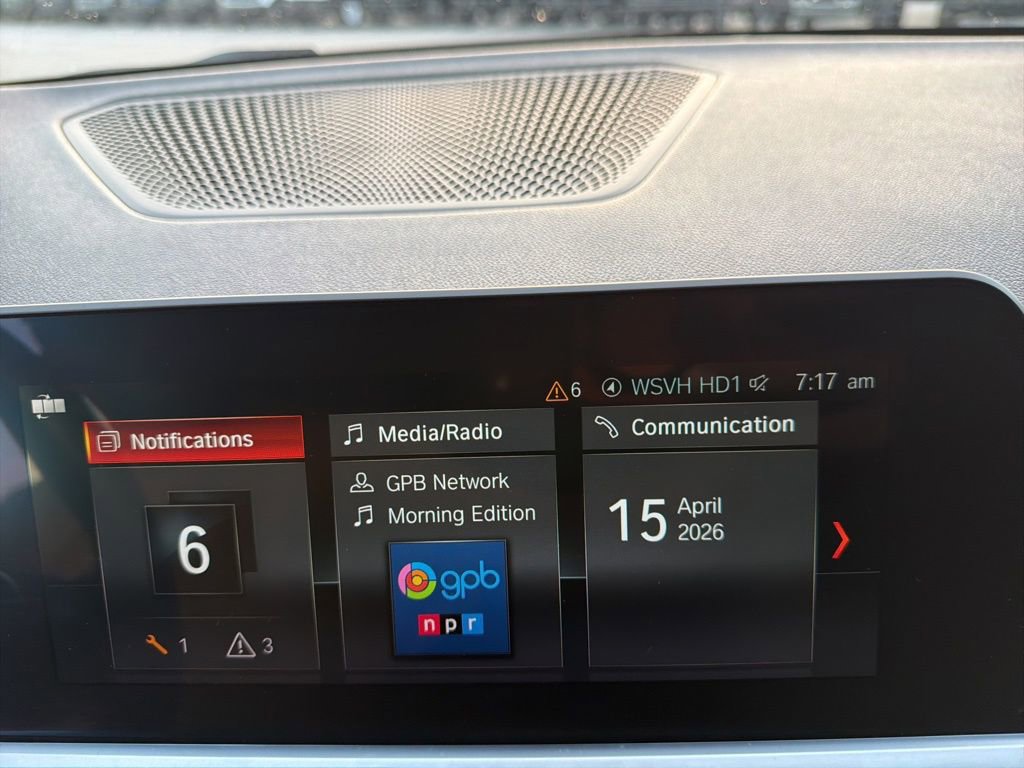 6 WSVH HD1 7:17 am
Notifications
6
1 3
Media/Radio
GPB Network
Morning Edition
gpb
npr
Communication
15 April
2026